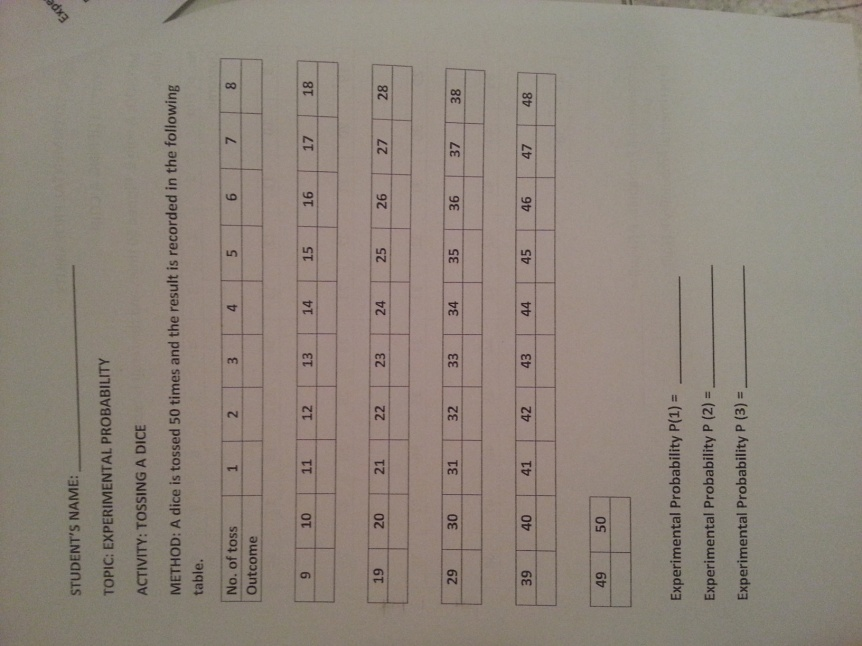 STUDENT'S NAME:
TOPIC: EXPERIMENTAL PROBABILITY
ACTIVITY: TOSSING A DICE
METHOD: A dice is tossed 50 times and the result is recorded in the following
table.
No. of toss 1 2 3 4 5 6 7 8
Outcome
9 10 11 12 13 14 15 16 17 18
19 20 21 22 23 24 25 26 27 28
29 30 31 32 33 34 35 36 37 38
39 40 41 42 43 44 45 46 47 48
49 50
Experimental Probability P(1) =
Experimental Probability P (2) =
Experimental Probability P (3) =